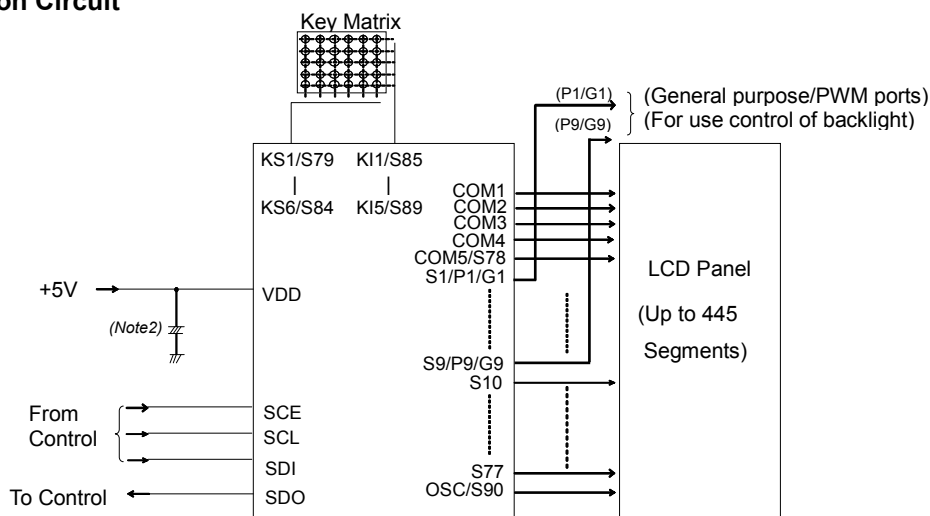 on Circuit
Key Matrix
(P1/G1)
(General purpose/PWM ports)
(P9/G9)
(For use control of backlight)
KS1/S79 KI1/S85
KS6/S84 KI5/S89
COM1
COM2
COM3
COM4
COM5/S78
S1/P1/G1
LCD Panel
(Up to 445
Segments)
+5V
VDD
(Note2)
S9/P9/G9
S10
From
Control
SCE
SCL
SDI
S77
OSC/S90
To Control
SDO